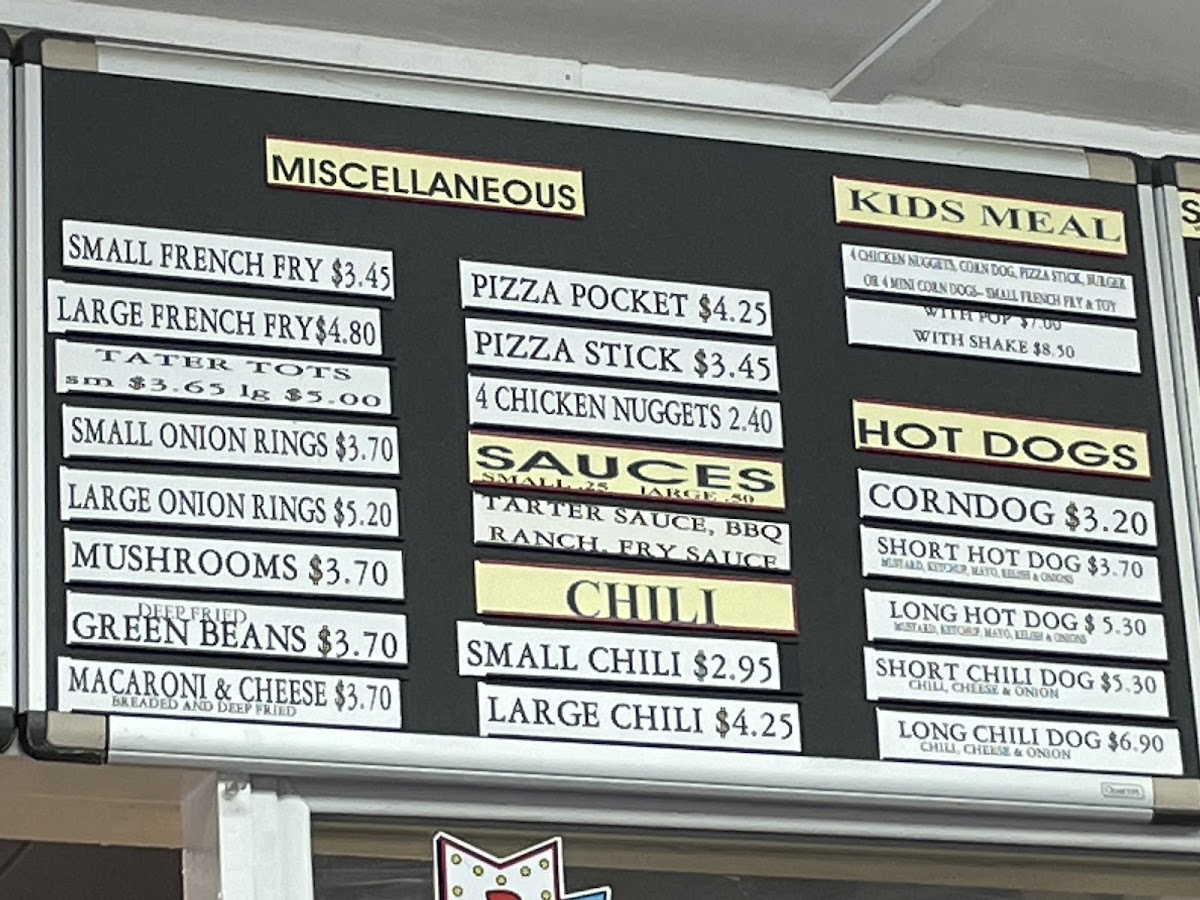 MISCELLANEOUS
SMALL FRENCH FRY $3.45
LARGE FRENCH FRY$4.80
TATER TOTS
sm $3.65 lg $5.00
SMALL ONION RINGS $3.70
LARGE ONION RINGS $5.20
MUSHROOMS $3.70
DEEP FRIED
GREEN BEANS $3.70
MACARONI & CHEESE $3.70
BREADED AND DEEP FRIED
PIZZA POCKET $4.25
PIZZA STICK $3.45
4 CHICKEN NUGGETS 2.40
SAUCES
SMALL .25 LARGE .50
TARTER SAUCE, BBQ
RANCH, FRY SAUCE
CHILI
SMALL CHILI $2.95
LARGE CHILI $4.25
KIDS MEAL
4 CHICKEN NUGGETS, CORN DOG, PIZZA STICK, BURGER
OR 4 MINI CORN DOGS- SMALL FRENCH FRY & TOY
WITH POP $7.00
WITH SHAKE $8.50
HOT DOGS
CORNDOG $3.20
SHORT HOT DOG $3.70
MUSTARD, KETCHUP, MAYO, RELISH & ONIONS
LONG HOT DOG $ 5.30
MUSTARD, KETCHUP, MAYO, RELISH & ONIONS
SHORT CHILI DOG $5.30
CHILI, CHEESE & ONION
LONG CHILI DOG $6.90
CHILI, CHEESE & ONION